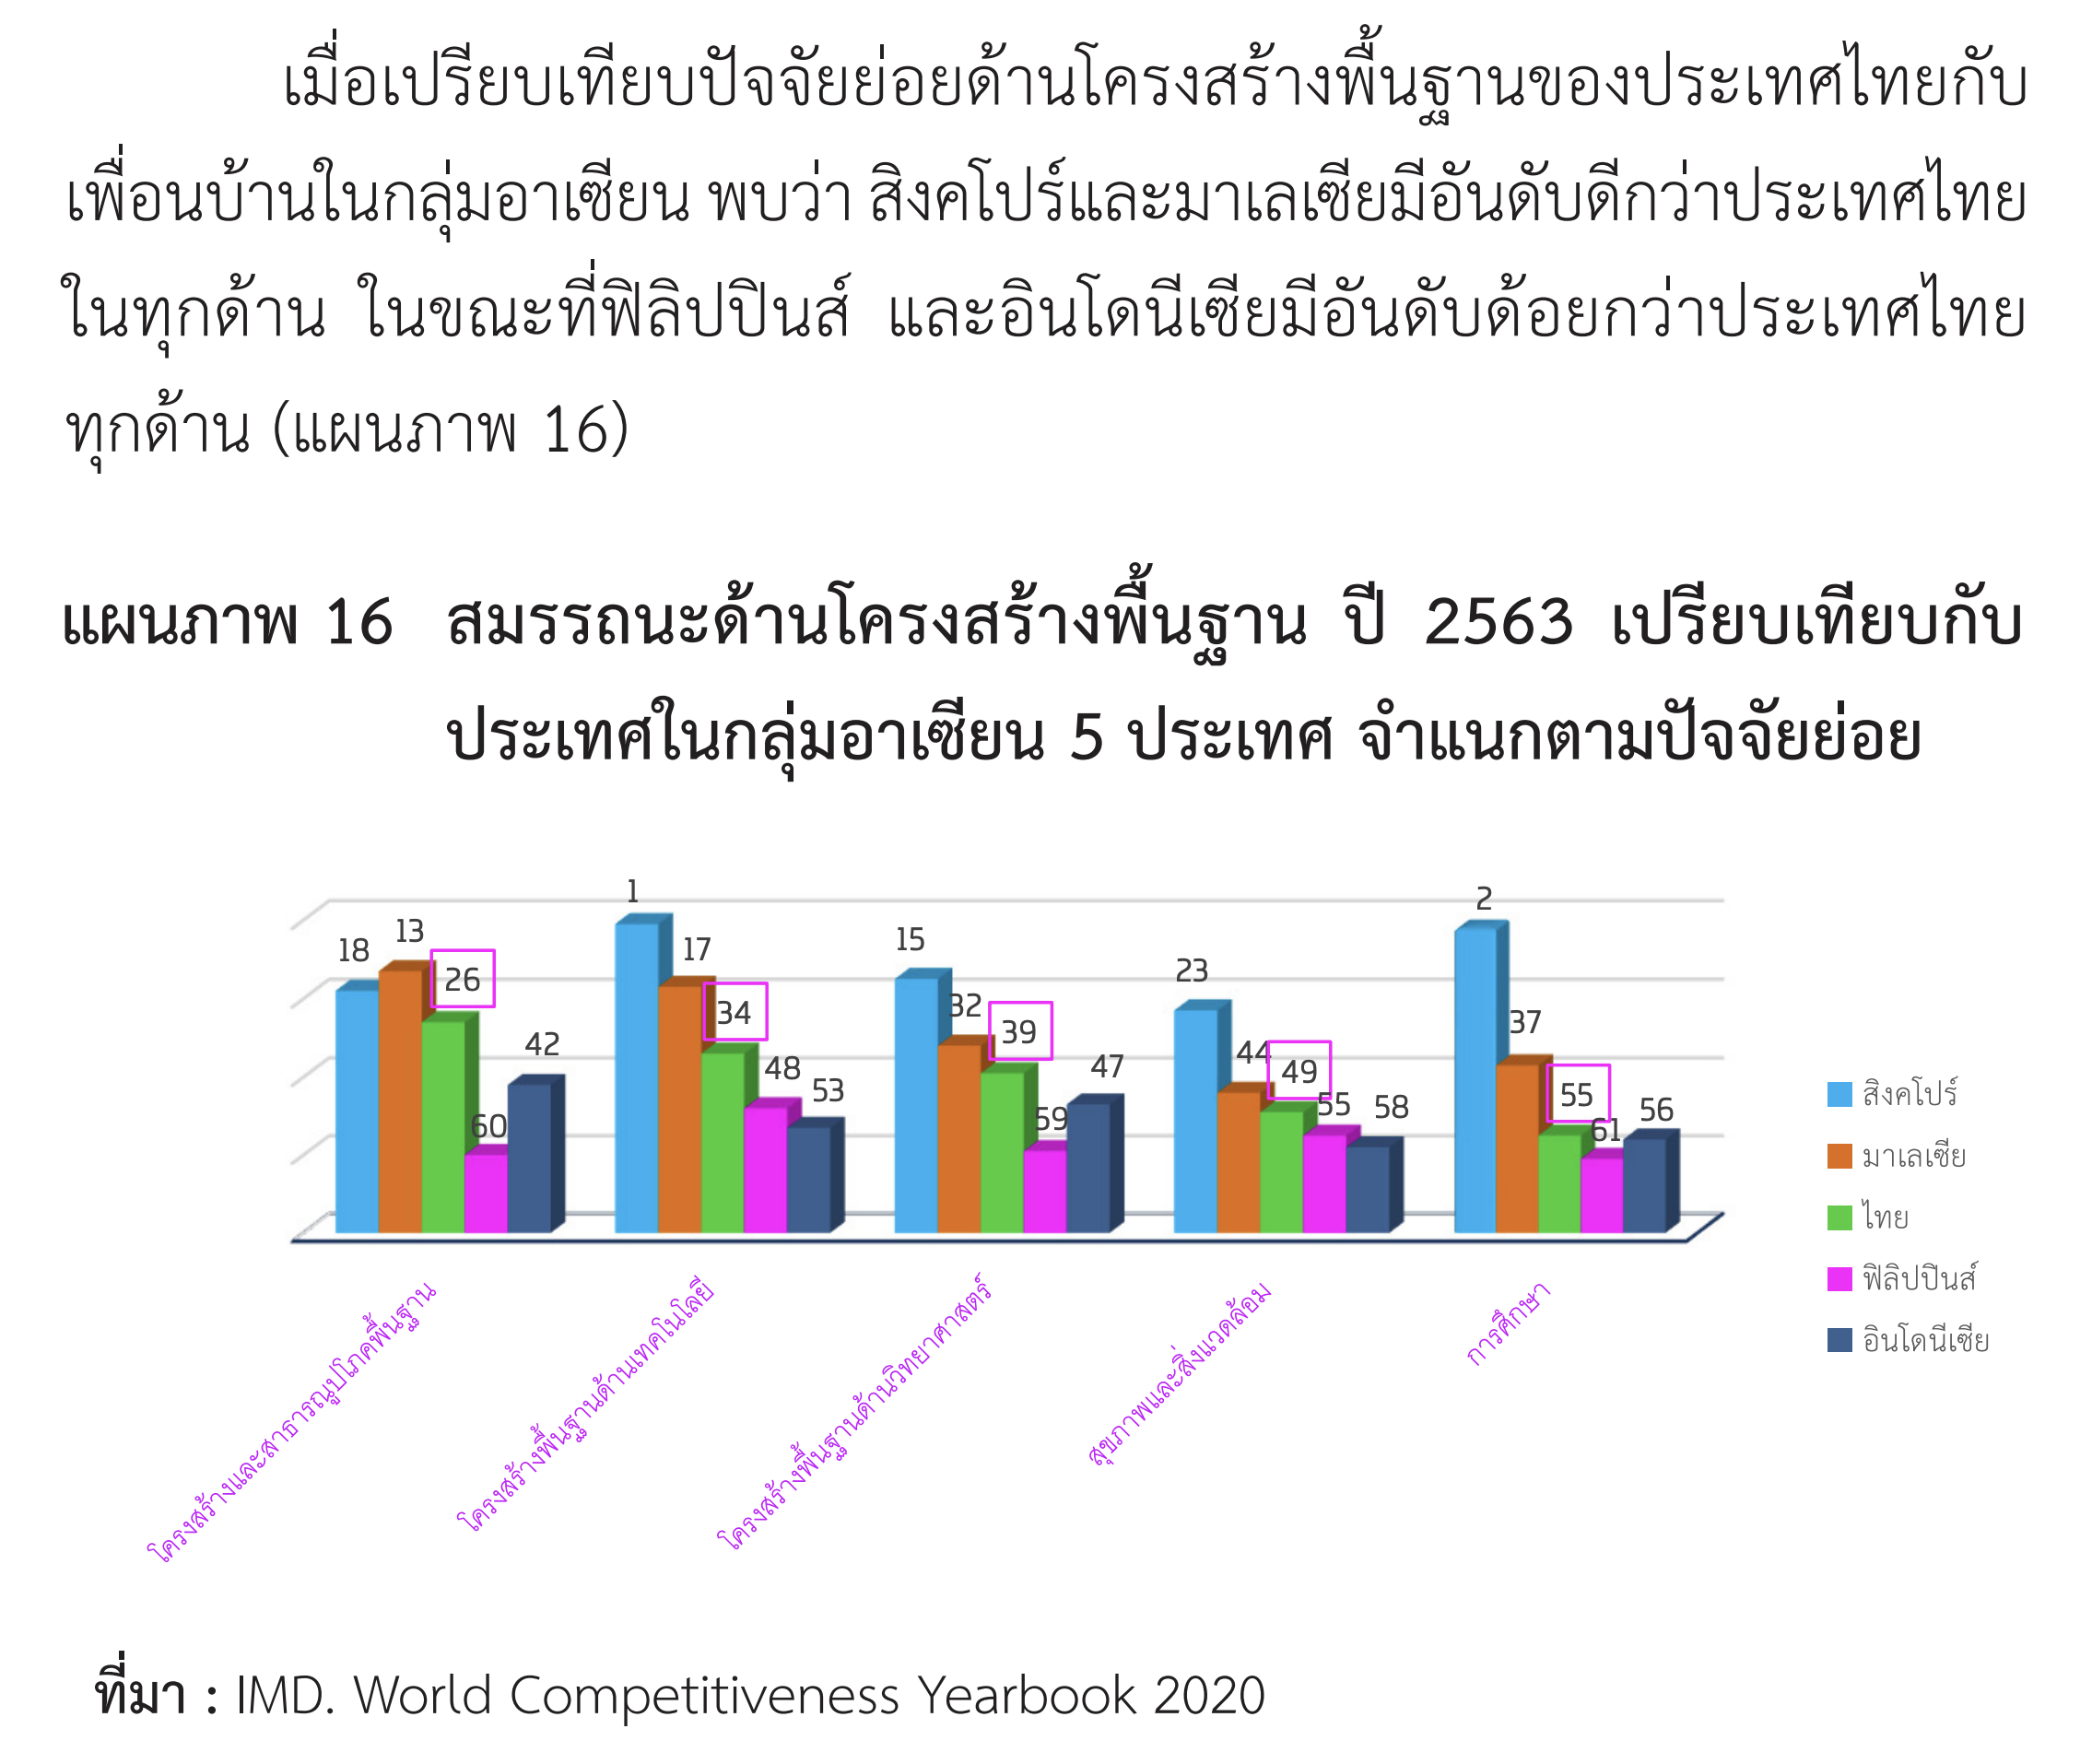 เมื่อเปรียบเทียบปัจจัยย่อยด้านโครงสร้างพื้นฐานของประเทศไทยกับ
เพื่อนบ้านในกลุ่มอาเซียน พบว่า สิงคโปร์และมาเลเซียมีอันดับดีกว่าประเทศไทย
ในทุกด้าน ในขณะที่ฟิลิปปินส์ และอินโดนีเซียมีอันดับด้อยกว่าประเทศไทย
ทุกด้าน (แผนภาพ 16)
แผนภาพ 16 สมรรถนะด้านโครงสร้างพื้นฐาน ปี 2563 เปรียบเทียบกับ
ประเทศในกลุ่มอาเซียน 5 ประเทศ จำแนกตามปัจจัยย่อย
18 13 26 60 42
1 17 34 48 53
15 32 39 59 47
23 44 49 55 58
2 37 55 61 56
สิงคโปร์
มาเลเซีย
ไทย
ฟิลิปปินส์
อินโดนีเซีย
โครงสร้างและสาธารณูปโภคพื้นฐาน
โครงสร้างพื้นฐานด้านเทคโนโลยี
โครงสร้างพื้นฐานด้านวิทยาศาสตร์
สุขภาพและสิ่งแวดล้อม
การศึกษา
ที่มา : IMD. World Competitiveness Yearbook 2020